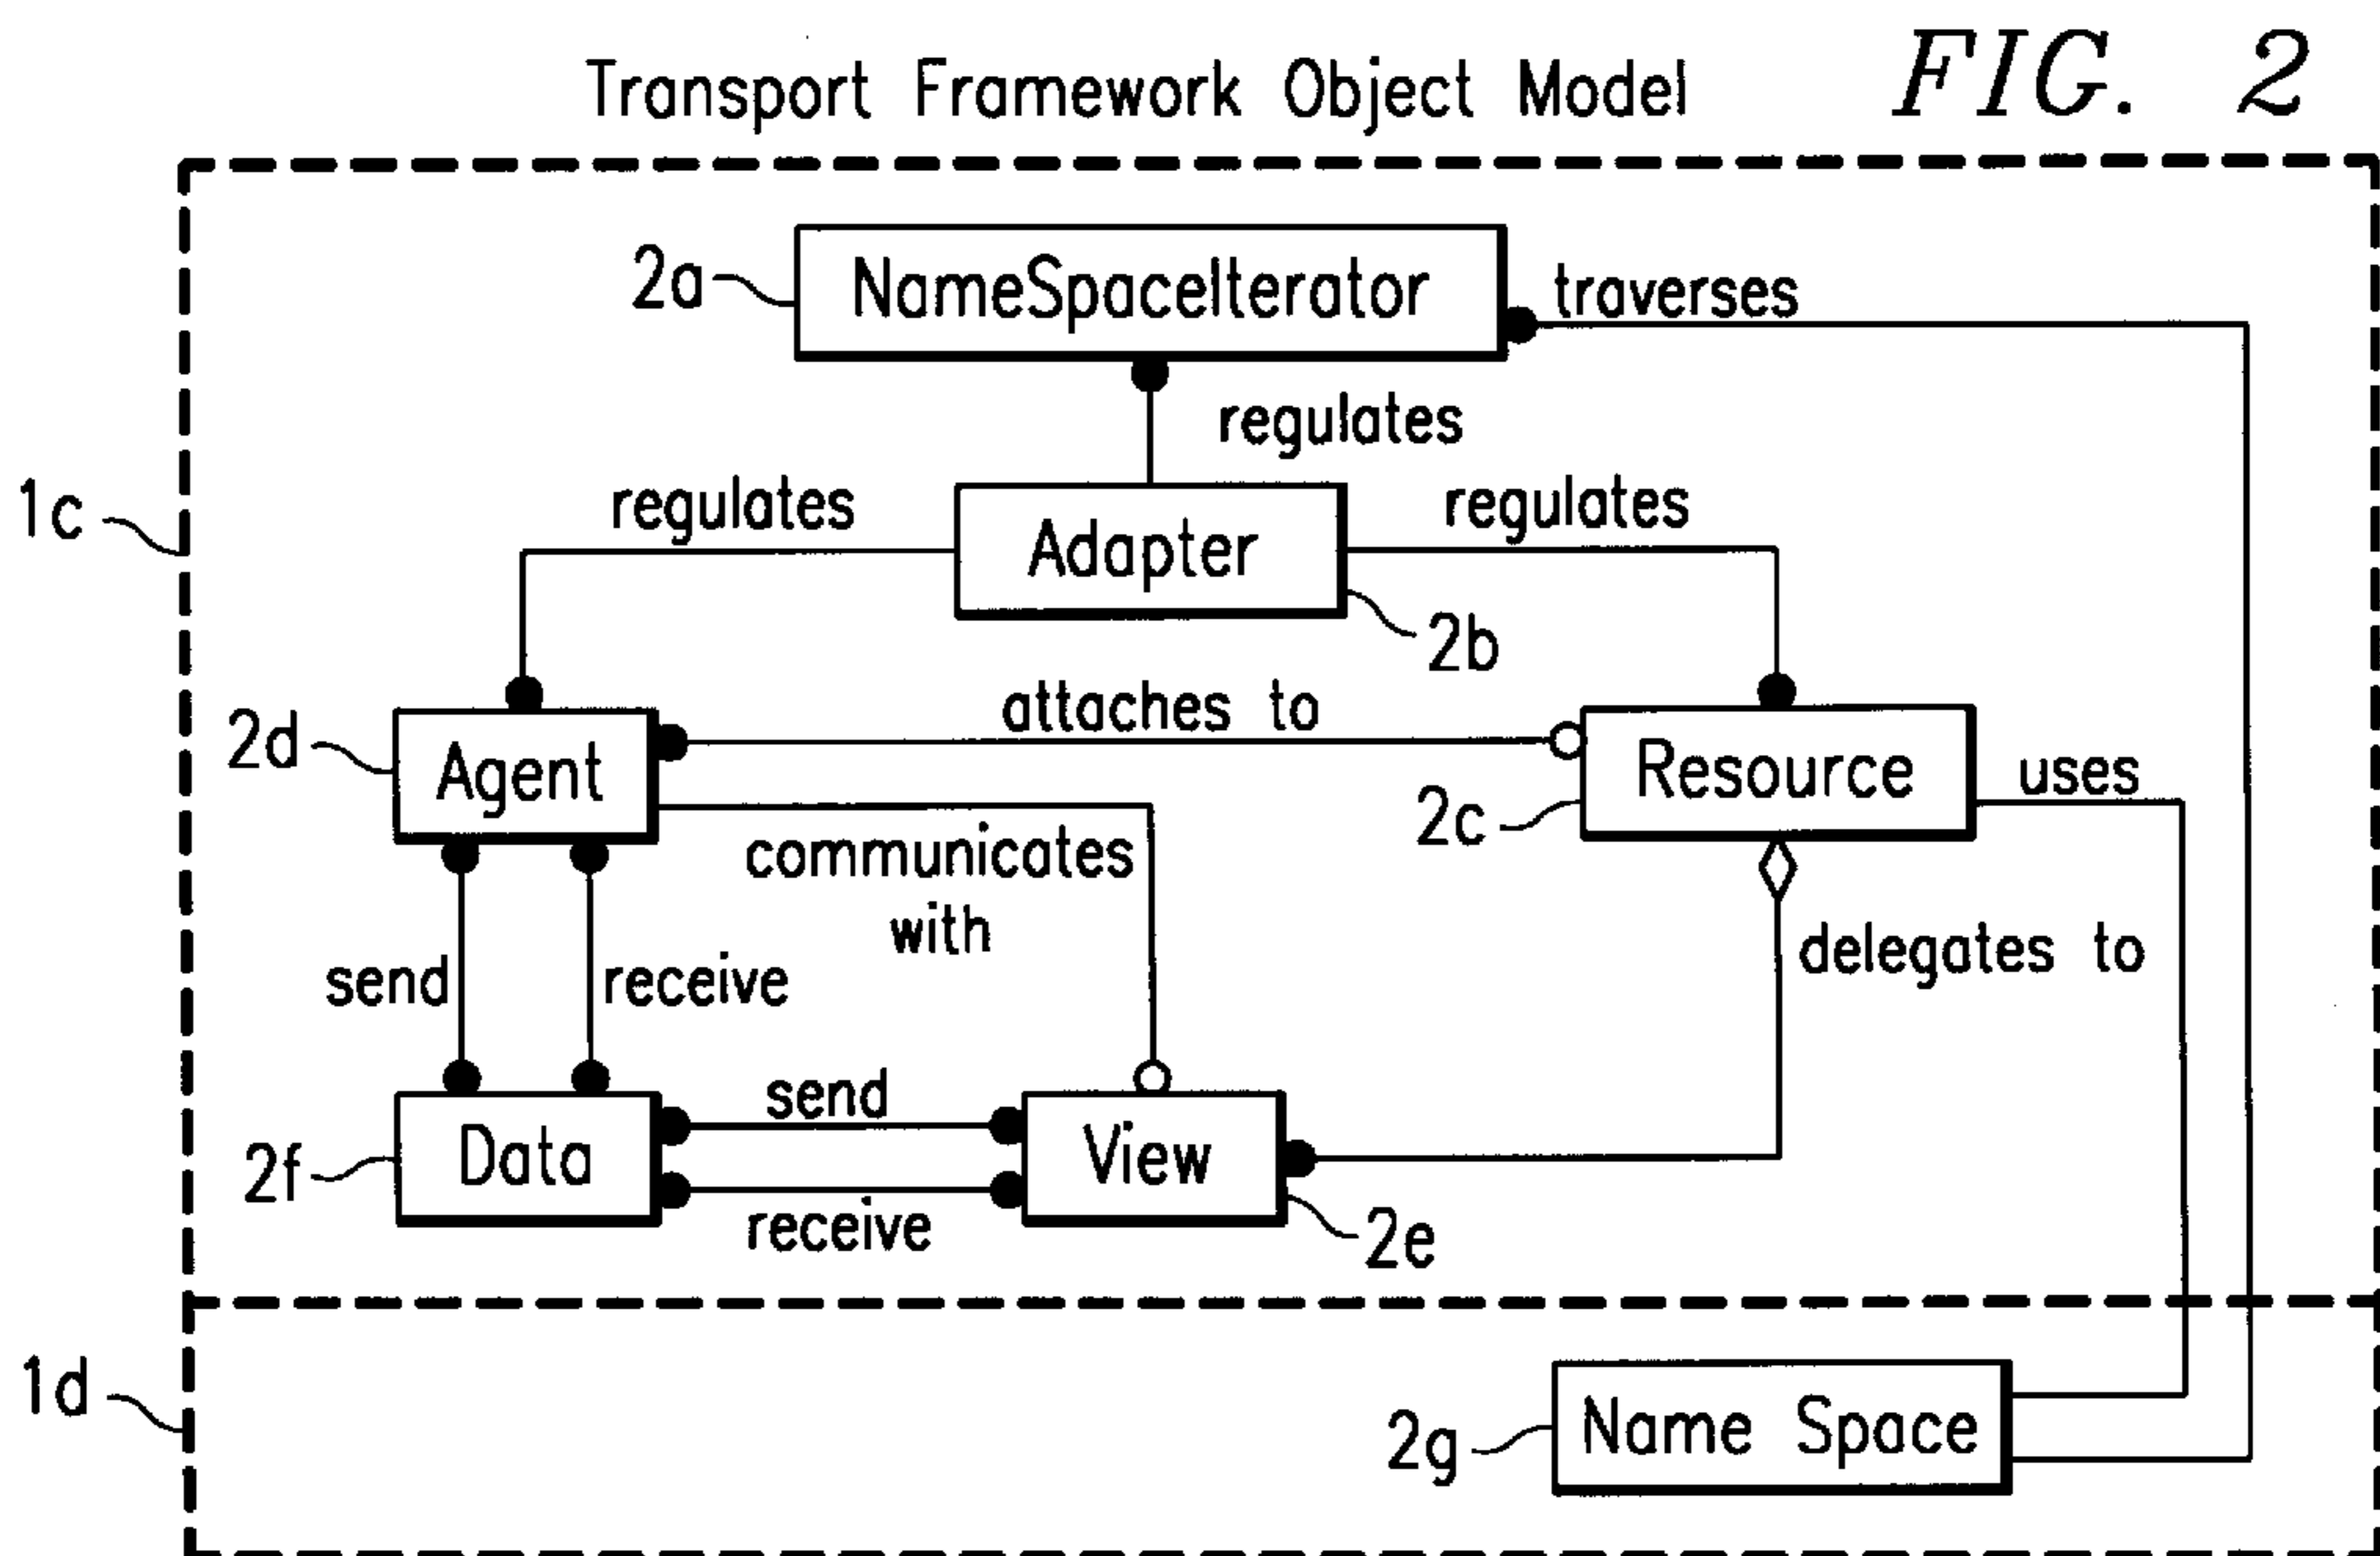 Transport Framework Object Model
FIG. 2
2a
NameSpaceIterator
traverses
regulates
1c
regulates
Adapter
regulates
2b
2d
Agent
attaches to
Resource
uses
2c
communicates
with
delegates to
send
receive
2f
Data
send
View
receive
2e
1d
2g
Name Space